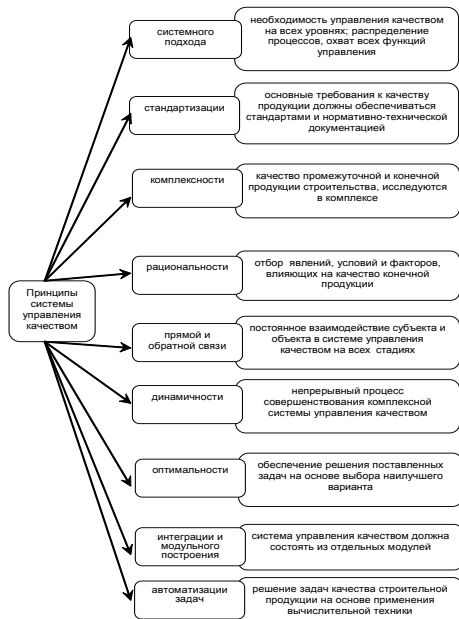 системного
подхода
необходимость управления качеством
на всех уровнях; распределение
процессов, охват всех функций
управления
стандартизации
основные требования к качеству
продукции должны обеспечиваться
стандартами и нормативно-технической
документацией
комплексности
качество промежуточной и конечной
продукции строительства, исследуются
в комплексе
рациональности
отбор явлений, условий и факторов,
влияющих на качество конечной
продукции
Принципы
системы
управления
качеством
прямой и
обратной связи
постоянное взаимодействие субъекта и
объекта в системе управления
качеством на всех стадиях
динамичности
непрерывный процесс
совершенствования комплексной
системы управления качеством
оптимальности
обеспечение решения поставленных
задач на основе выбора наилучшего
варианта
интеграции и
модульного
построения
система управления качеством должна
состоять из отдельных модулей
автоматизации
задач
решение задач качества строительной
продукции на основе применения
вычислительной техники